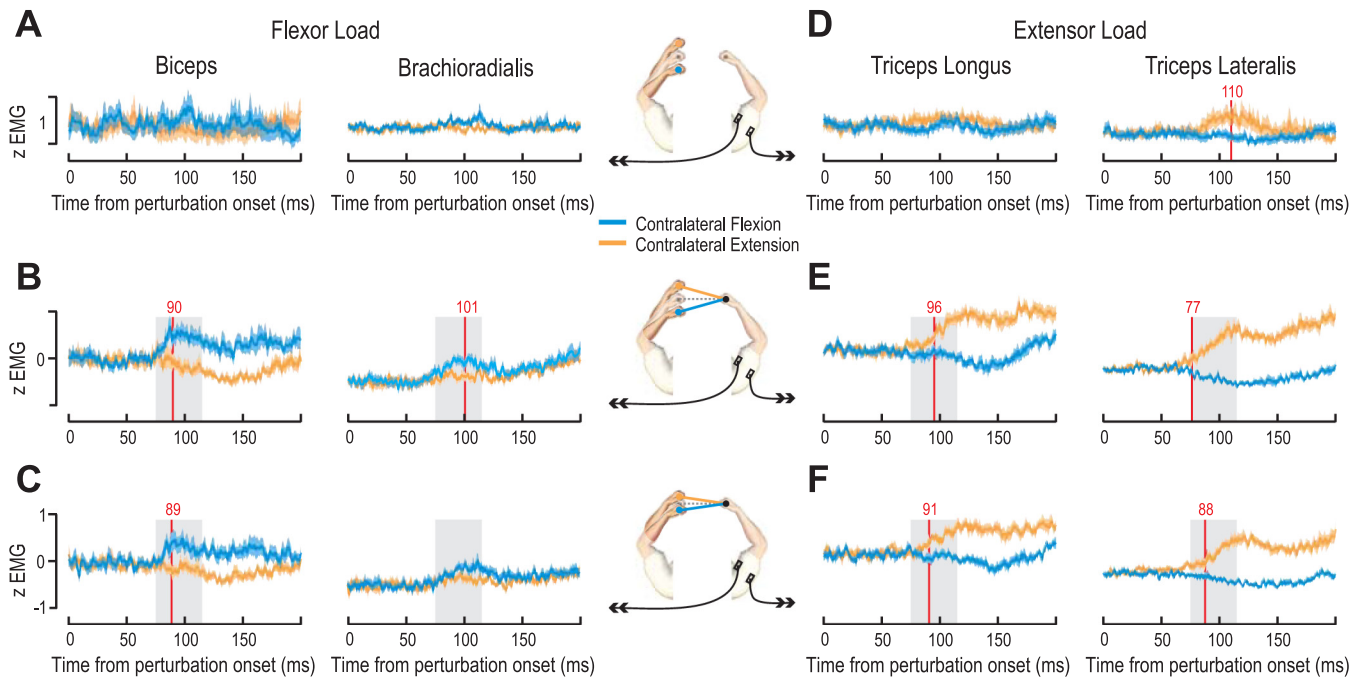 A
Flexor Load
D
Extensor Load
Biceps
Brachioradialis
Triceps Longus
Triceps Lateralis
110
z EMG
1
0 50 100 150
0 50 100 150
0 50 100 150
0 50 100 150
Time from perturbation onset (ms)
Time from perturbation onset (ms)
Time from perturbation onset (ms)
Time from perturbation onset (ms)
Contralateral Flexion
Contralateral Extension
B
E
90
101
96
77
z EMG
0
0 50 100 150
0 50 100 150
0 50 100 150
0 50 100 150
C
F
89
91
88
z EMG
1
0
-1
0 50 100 150
0 50 100 150
0 50 100 150
0 50 100 150
Time from perturbation onset (ms)
Time from perturbation onset (ms)
Time from perturbation onset (ms)
Time from perturbation onset (ms)